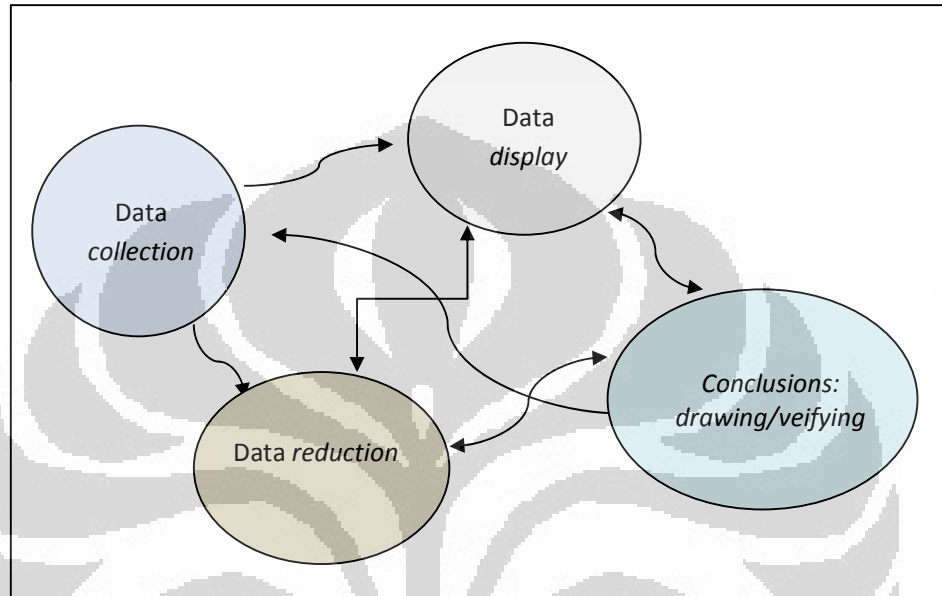 Data
display
Data
collection
Conclusions:
drawing/veifying
Data reduction